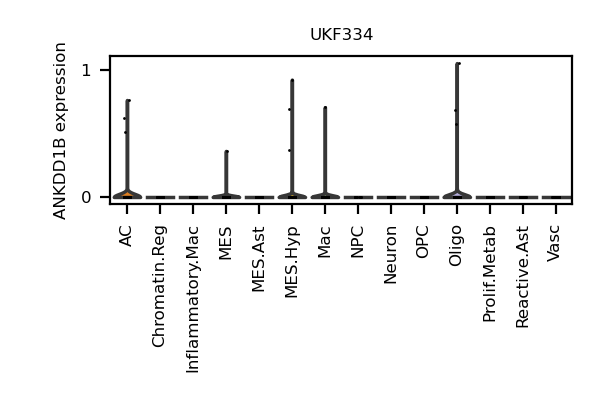 UKF334
ANKDD1B expression
1
0
AC
Chromatin.Reg
Inflammatory.Mac
MES
MES.Ast
MES.Hyp
Mac
NPC
Neuron
OPC
Oligo
Prolif.Metab
Reactive.Ast
Vasc